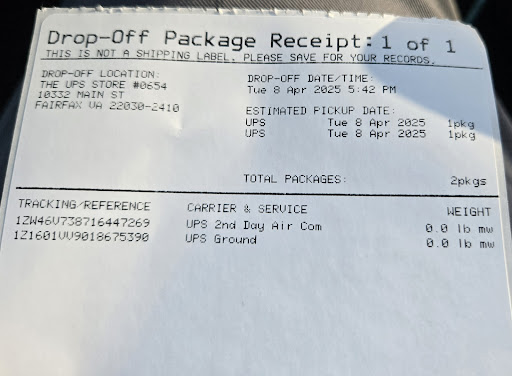 Drop-Off Package Receipt: 1 of 1
THIS IS NOT A SHIPPING LABEL. PLEASE SAVE FOR YOUR RECORDS.
DROP-OFF LOCATION:
THE UPS STORE #0654
10332 MAIN ST
FAIRFAX VA 22030-2410
DROP-OFF DATE/TIME:
Tue 8 Apr 2025 5:42 PM
ESTIMATED PICKUP DATE:
UPS Tue 8 Apr 2025 1pkg
UPS Tue 8 Apr 2025 1pkg
TOTAL PACKAGES: 2pkgs
TRACKING/REFERENCE CARRIER & SERVICE WEIGHT
1ZW46V738716447269 UPS 2nd Day Air Com 0.0 lb mw
1Z1601VV9018675390 UPS Ground 0.0 lb mw